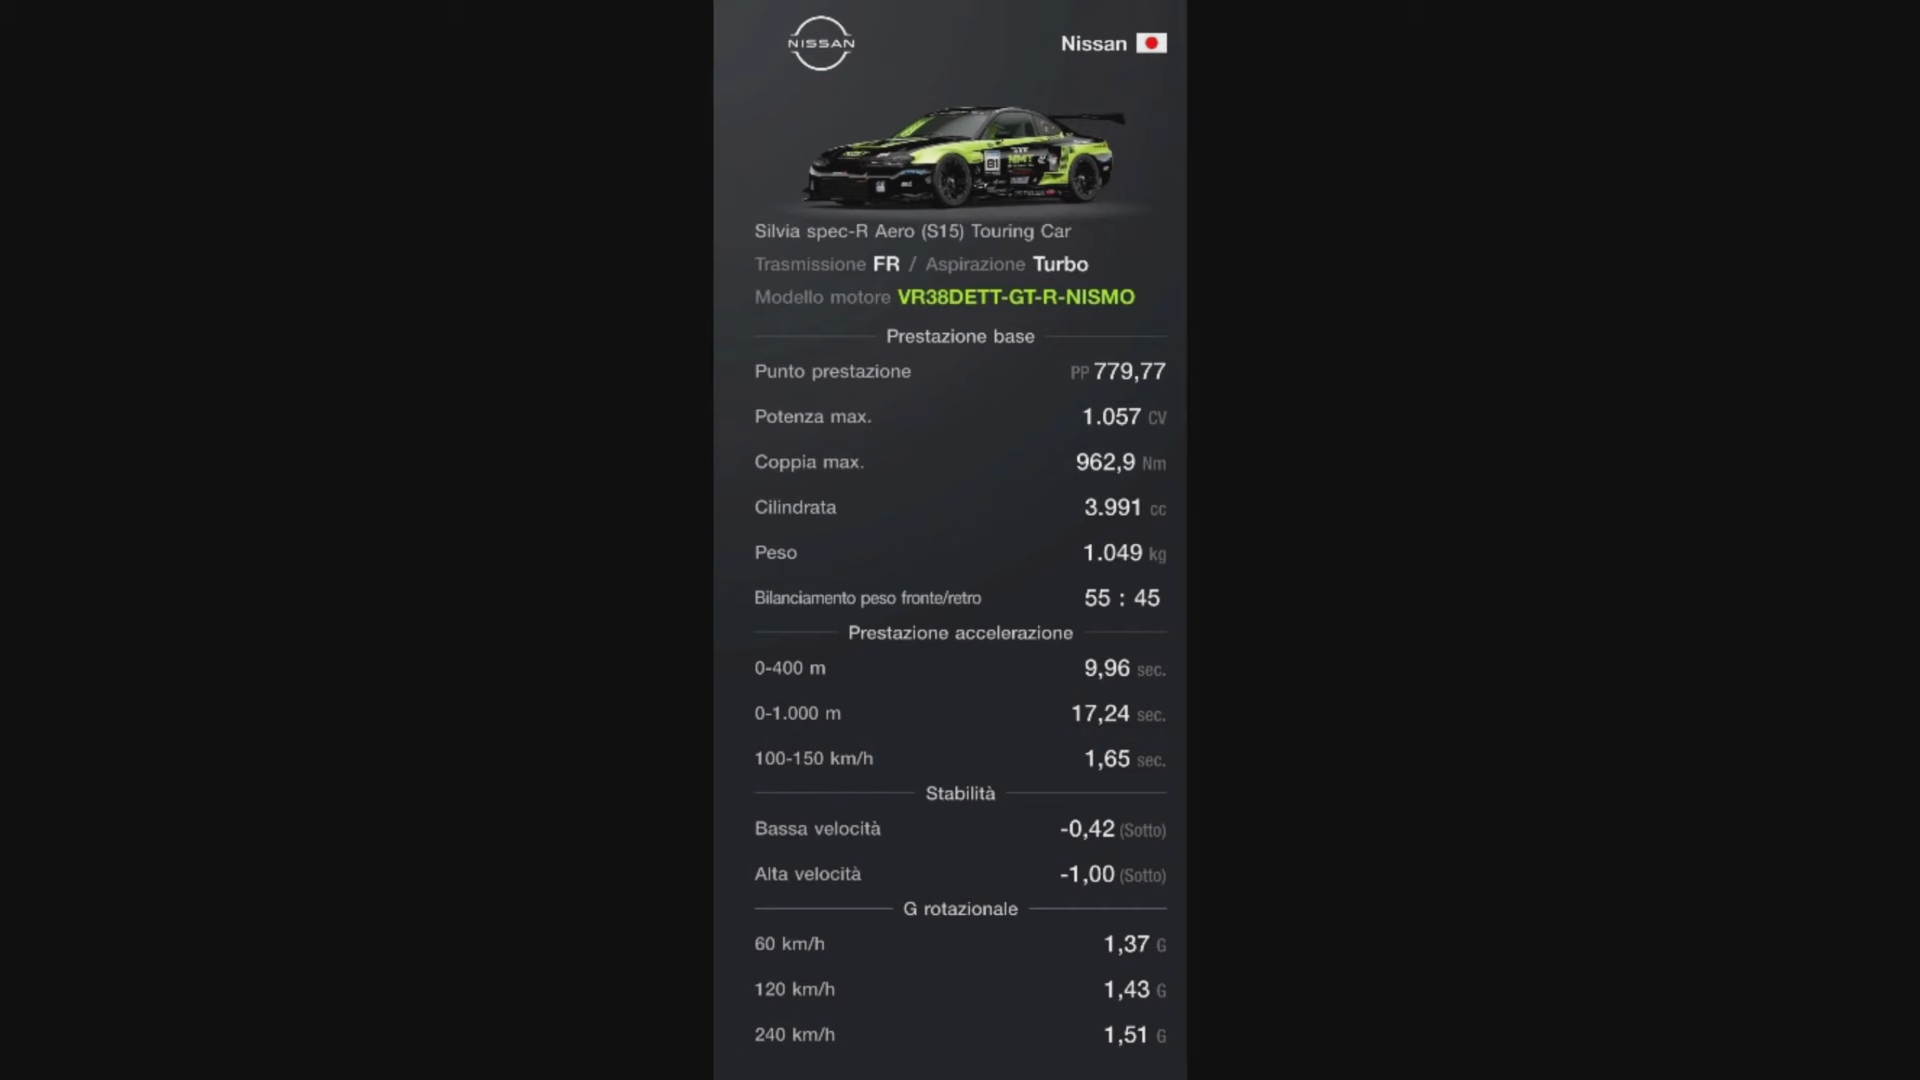 NISSAN
Nissan
81
Silvia spec-R Aero (S15) Touring Car
Trasmissione FR / Aspirazione Turbo
Modello motore VR38DETT-GT-R-NISMO
Prestazione base
Punto prestazione PP 779,77
Potenza max. 1.057 CV
Coppia max. 962,9 Nm
Cilindrata 3.991 cc
Peso 1.049 kg
Bilanciamento peso fronte/retro 55 : 45
Prestazione accelerazione
0-400 m 9,96 sec.
0-1.000 m 17,24 sec.
100-150 km/h 1,65 sec.
Stabilità
Bassa velocità -0,42 (Sotto)
Alta velocità -1,00 (Sotto)
G rotazionale
60 km/h 1,37 G
120 km/h 1,43 G
240 km/h 1,51 G